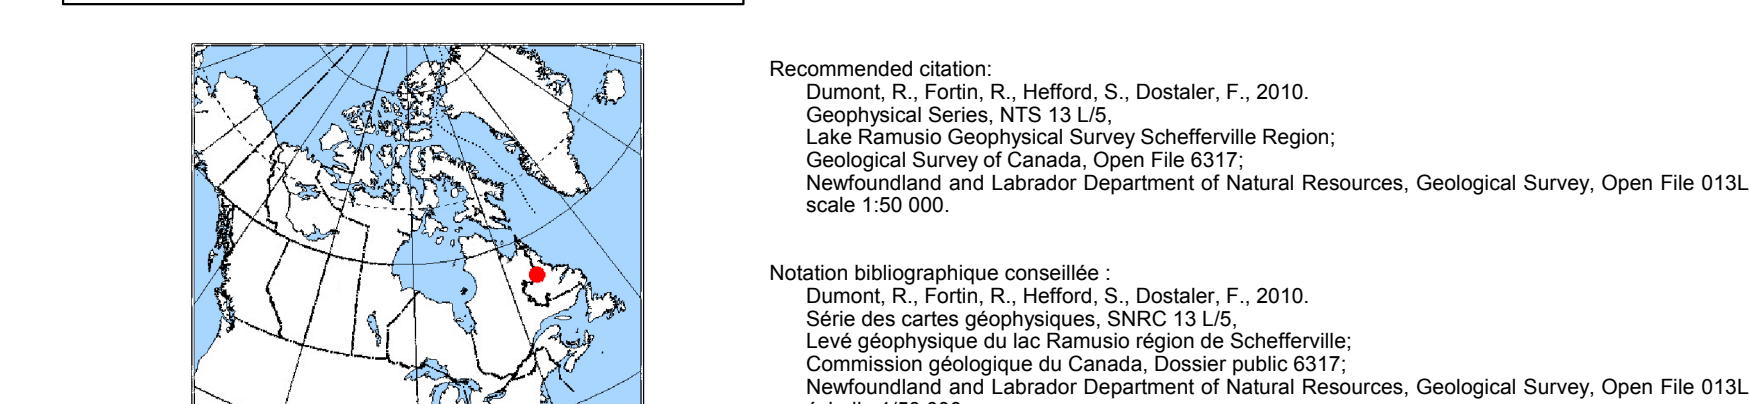 Recommended citation:
Dumont, R., Fortin, R., Hefford, S., Dostaler, F., 2010.
Geophysical Series, NTS 13 L/5,
Lake Ramusio Geophysical Survey Schefferville Region;
Geological Survey of Canada, Open File 6317;
Newfoundland and Labrador Department of Natural Resources, Geological Survey, Open File 013L
scale 1:50 000.
Notation bibliographique conseillée :
Dumont, R., Fortin, R., Hefford, S., Dostaler, F., 2010.
Série des cartes géophysiques, SNRC 13 L/5,
Levé géophysique du lac Ramusio région de Schefferville;
Commission géologique du Canada, Dossier public 6317;
Newfoundland and Labrador Department of Natural Resources, Geological Survey, Open File 013L